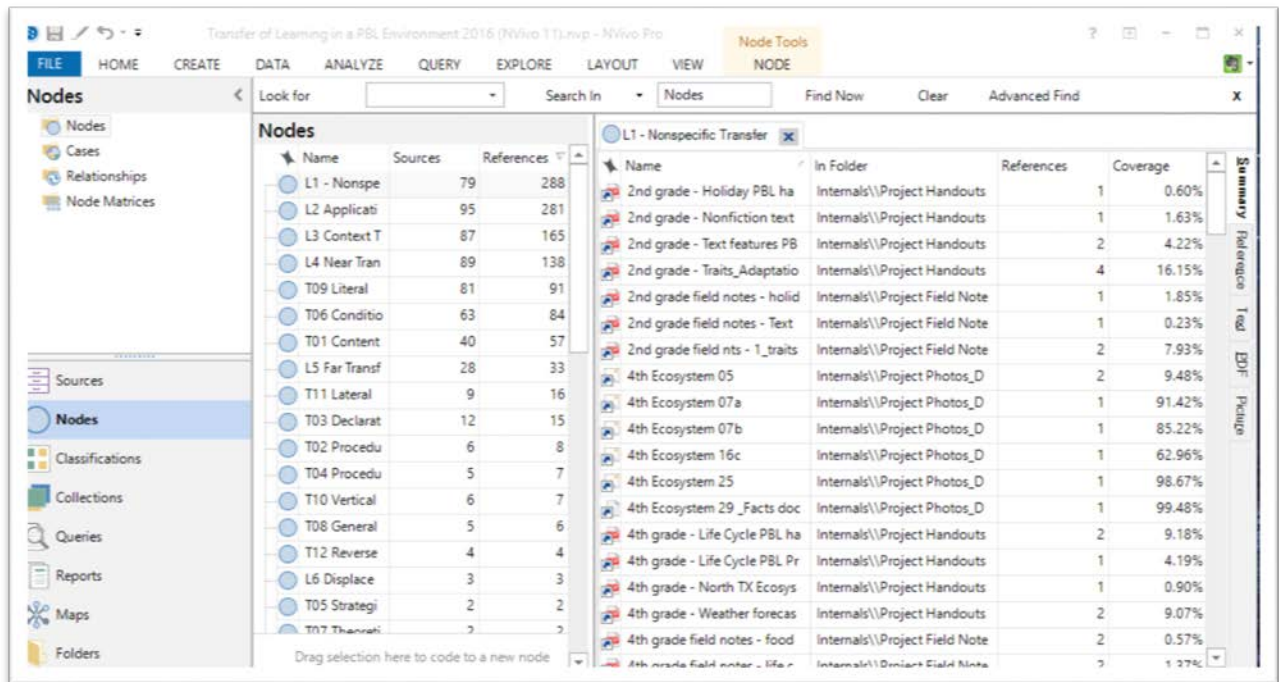 Transfer of Learning in a PBL Environment 2016 (NVivo 11).nvp - NVivo Pro
Node Tools
FILE HOME CREATE DATA ANALYZE QUERY EXPLORE LAYOUT VIEW NODE
Nodes
Look for Search In Nodes Find Now Clear Advanced Find x
Nodes
Cases
Relationships
Node Matrices
Sources
Nodes
Classifications
Collections
Queries
Reports
Maps
Folders
Nodes
Name Sources References
L1 - Nonspe 79 288
L2 Applicati 95 281
L3 Context T 87 165
L4 Near Tran 89 138
T09 Literal 81 91
T06 Conditio 63 84
T01 Content 40 57
L5 Far Transf 28 33
T11 Lateral 9 16
T03 Declarat 12 15
T02 Procedu 6 8
T04 Procedu 5 7
T10 Vertical 6 7
T08 General 5 6
T12 Reverse 4 4
L6 Displace 3 3
T05 Strategi 2 2
T07 Theoreti 2 2
Drag selection here to code to a new node
L1 - Nonspecific Transfer
Name In Folder References Coverage
2nd grade - Holiday PBL ha Internals\\Project Handouts 1 0.60%
2nd grade - Nonfiction text Internals\\Project Handouts 1 1.63%
2nd grade - Text features PB Internals\\Project Handouts 2 4.22%
2nd grade - Traits_Adaptatio Internals\\Project Handouts 4 16.15%
2nd grade field notes - holid Internals\\Project Field Note 1 1.85%
2nd grade field notes - Text Internals\\Project Field Note 1 0.23%
2nd grade field nts - 1_traits Internals\\Project Field Note 2 7.93%
4th Ecosystem 05 Internals\\Project Photos_D 2 9.48%
4th Ecosystem 07a Internals\\Project Photos_D 1 91.42%
4th Ecosystem 07b Internals\\Project Photos_D 1 85.22%
4th Ecosystem 16c Internals\\Project Photos_D 1 62.96%
4th Ecosystem 25 Internals\\Project Photos_D 1 98.67%
4th Ecosystem 29 _Facts doc Internals\\Project Photos_D 1 99.48%
4th grade - Life Cycle PBL ha Internals\\Project Handouts 2 9.18%
4th grade - Life Cycle PBL Pr Internals\\Project Handouts 1 4.19%
4th grade - North TX Ecosys Internals\\Project Handouts 1 0.90%
4th grade - Weather forecas Internals\\Project Handouts 2 9.07%
4th grade field notes - food Internals\\Project Field Note 2 0.57%
4th grade field notes - life c Internals\\Project Field Note 2 1.37%
Summary
Reference
Text
PDF
Picture